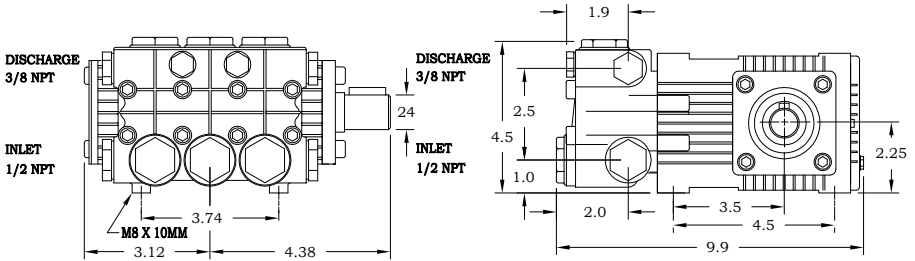 DISCHARGE
3/8 NPT
INLET
1/2 NPT
M8 X 10MM
3.74
3.12
4.38
24
DISCHARGE
3/8 NPT
INLET
1/2 NPT
1.9
4.5
2.5
1.0
2.0
3.5
4.5
9.9
2.25